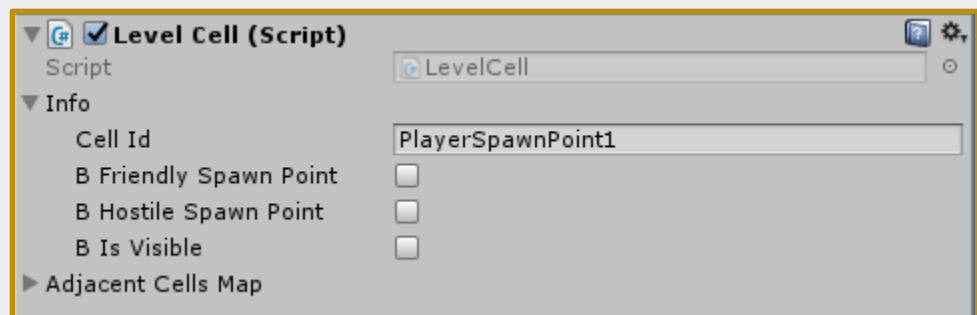 Level Cell (Script)
Script LevelCell
Info
Cell Id PlayerSpawnPoint1
B Friendly Spawn Point
B Hostile Spawn Point
B Is Visible
Adjacent Cells Map